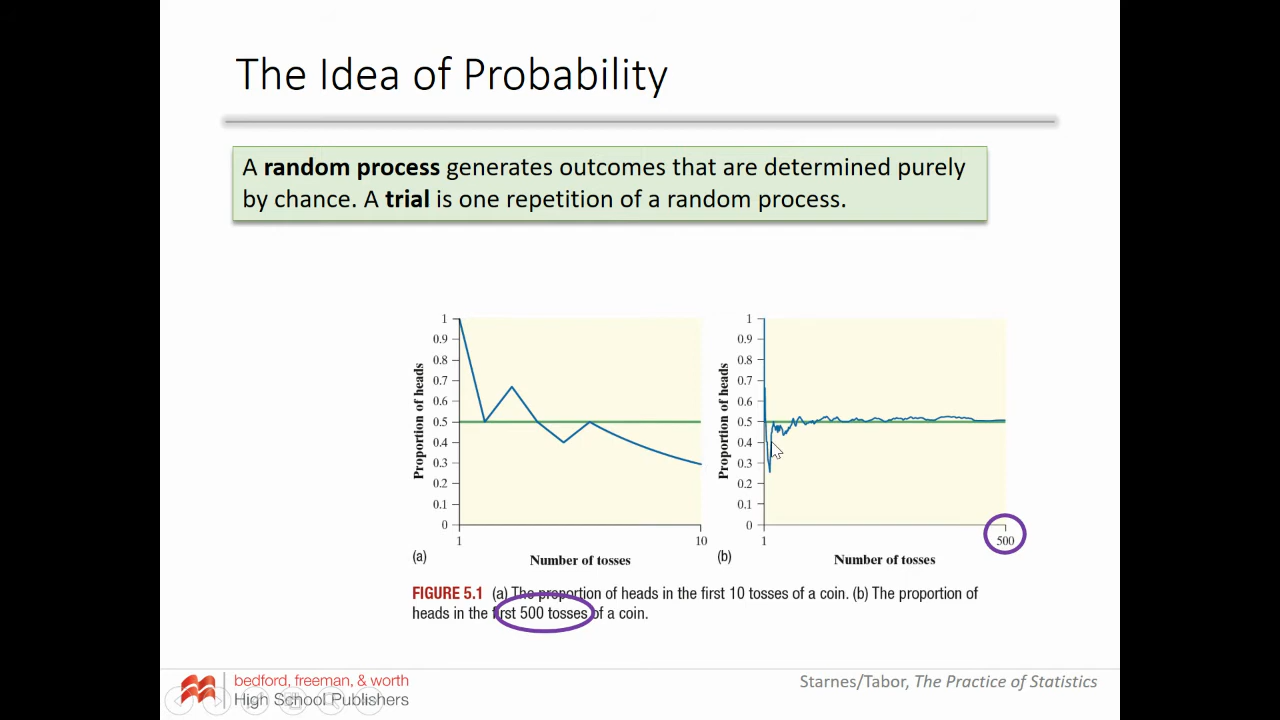 The Idea of Probability
A random process generates outcomes that are determined purely
by chance. A trial is one repetition of a random process.
Proportion of heads
1
0.9
0.8
0.7
0.6
0.5
0.4
0.3
0.2
0.1
0
1
10
(a)
Number of tosses
Proportion of heads
1
0.9
0.8
0.7
0.6
0.5
0.4
0.3
0.2
0.1
0
1
500
(b)
Number of tosses
FIGURE 5.1 (a) The proportion of heads in the first 10 tosses of a coin. (b) The proportion of
heads in the first 500 tosses of a coin.
bedford, freeman, & worth
High School Publishers
Starnes/Tabor, The Practice of Statistics